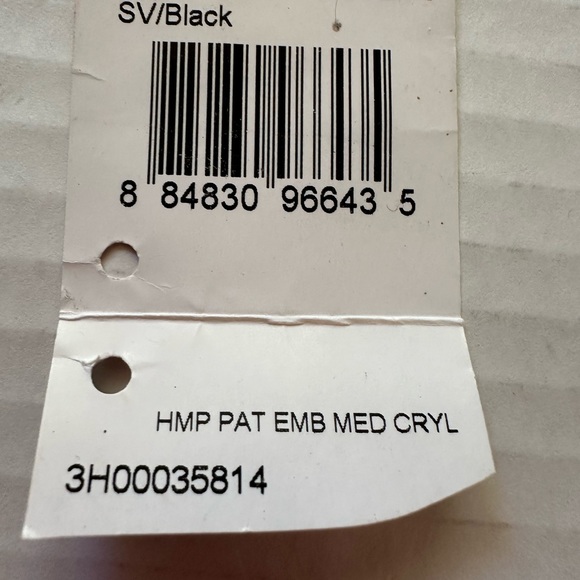 SV/Black
8 84830 96643 5
HMP PAT EMB MED CRYL
3H00035814